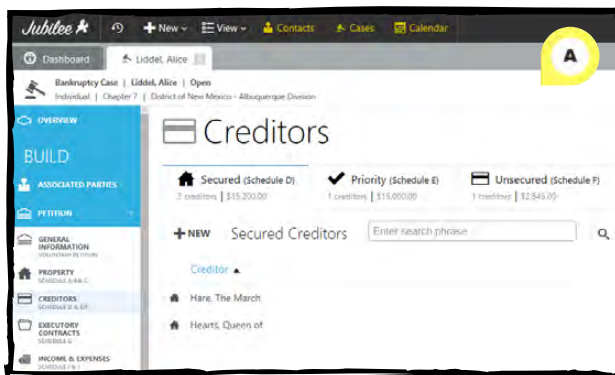 Jubilee
New View Contacts Cases Calendar
Dashboard Liddel, Alice
A
Bankruptcy Case | Liddel, Alice | Open
Individual | Chapter 7 | District of New Mexico - Albuquerque Division
OVERVIEW
BUILD
ASSOCIATED PARTIES
PETITION
GENERAL
INFORMATION
VOLUNTARY PETITION
PROPERTY
SCHEDULE A/B & C
CREDITORS
SCHEDULE D & E/F
EXECUTORY
CONTRACTS
SCHEDULE G
INCOME & EXPENSES
SCHEDULE I & J
Creditors
Secured (Schedule D)
creditors | $15,200.00
Priority (Schedule E)
1 creditors | $15,000.00
Unsecured (Schedule F)
1 creditors | $2,845.00
+NEW Secured Creditors Enter search phrase
Creditor
Hare, The March
Hearts, Queen of